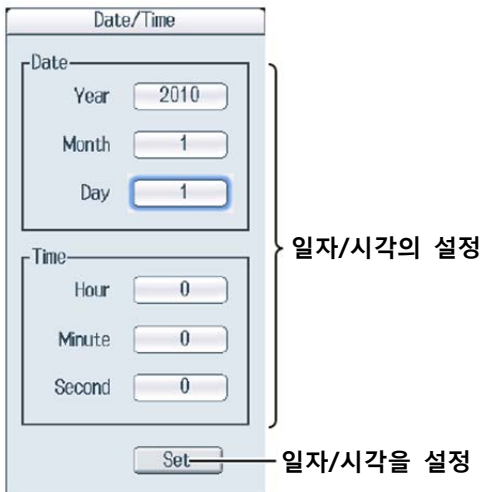 Date/Time
Date
Year 2010
Month 1
Day 1
일자/시각의 설정
Time
Hour 0
Minute 0
Second 0
Set 일자/시각을 설정